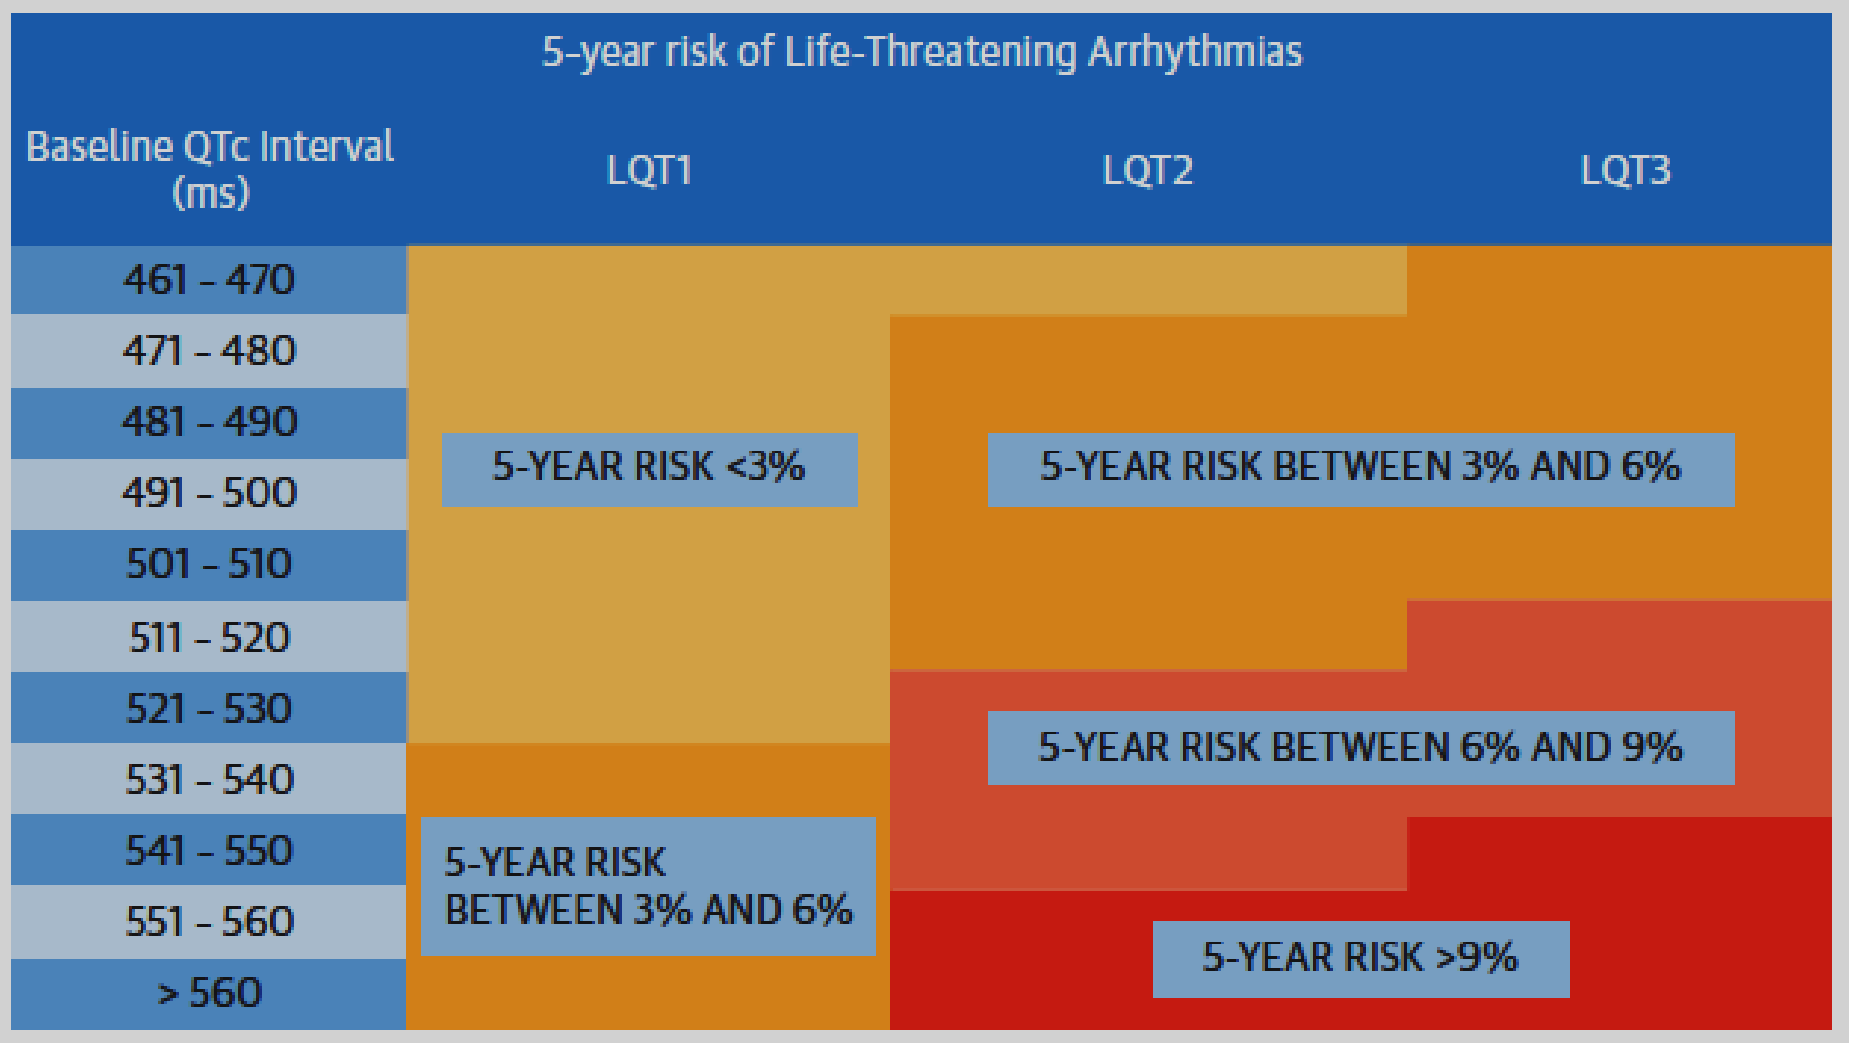 5-year risk of Life-Threatening Arrhythmias
Baseline QTc Interval
(ms)
LQT1
LQT2
LQT3
461 – 470
471 – 480
481 – 490
491 – 500
501 – 510
511 – 520
521 – 530
531 – 540
541 – 550
551 – 560
> 560
5-YEAR RISK <3%
5-YEAR RISK BETWEEN 3% AND 6%
5-YEAR RISK BETWEEN 6% AND 9%
5-YEAR RISK
BETWEEN 3% AND 6%
5-YEAR RISK >9%